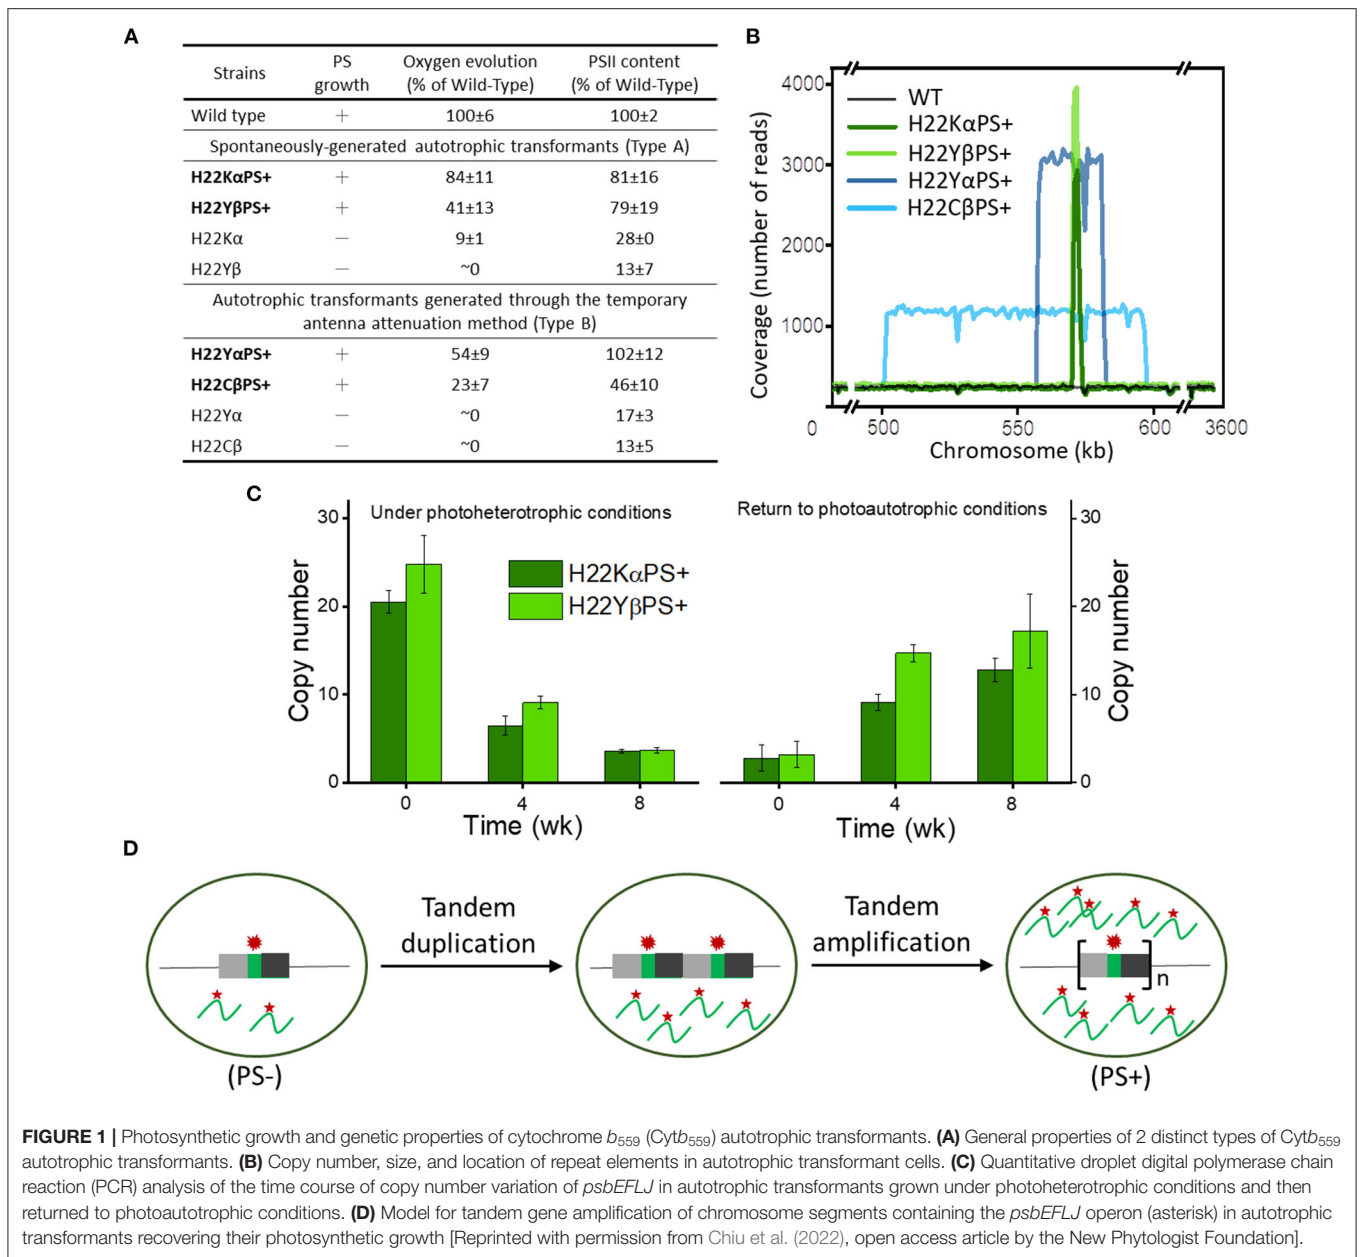 A
Strains
PS growth
Oxygen evolution (% of Wild-Type)
PSII content (% of Wild-Type)
Wild type + 100±6 100±2
Spontaneously-generated autotrophic transformants (Type A)
H22KαPS+ + 84±11 81±16
H22YβPS+ + 41±13 79±19
H22Kα — 9±1 28±0
H22Yβ — ~0 13±7
Autotrophic transformants generated through the temporary
antenna attenuation method (Type B)
H22YαPS+ + 54±9 102±12
H22CβPS+ + 23±7 46±10
H22Yα — ~0 17±3
H22Cβ — ~0 13±5
B
Coverage (number of reads)
4000
3000
2000
1000
0 500 550 600 3600
Chromosome (kb)
WT
H22KαPS+
H22YβPS+
H22YαPS+
H22CβPS+
C
Under photoheterotrophic conditions
Return to photoautotrophic conditions
H22KαPS+
H22YβPS+
Copy number
30
20
10
0
0 4 8
Time (wk)
0 4 8
Time (wk)
30
20
10
0
Copy number
D
Tandem
duplication
Tandem
amplification
n
(PS-)
(PS+)
FIGURE 1 | Photosynthetic growth and genetic properties of cytochrome b559 (Cytb559) autotrophic transformants. (A) General properties of 2 distinct types of Cytb559
autotrophic transformants. (B) Copy number, size, and location of repeat elements in autotrophic transformant cells. (C) Quantitative droplet digital polymerase chain
reaction (PCR) analysis of the time course of copy number variation of psbEFLJ in autotrophic transformants grown under photoheterotrophic conditions and then
returned to photoautotrophic conditions. (D) Model for tandem gene amplification of chromosome segments containing the psbEFLJ operon (asterisk) in autotrophic
transformants recovering their photosynthetic growth [Reprinted with permission from Chiu et al. (2022), open access article by the New Phytologist Foundation].